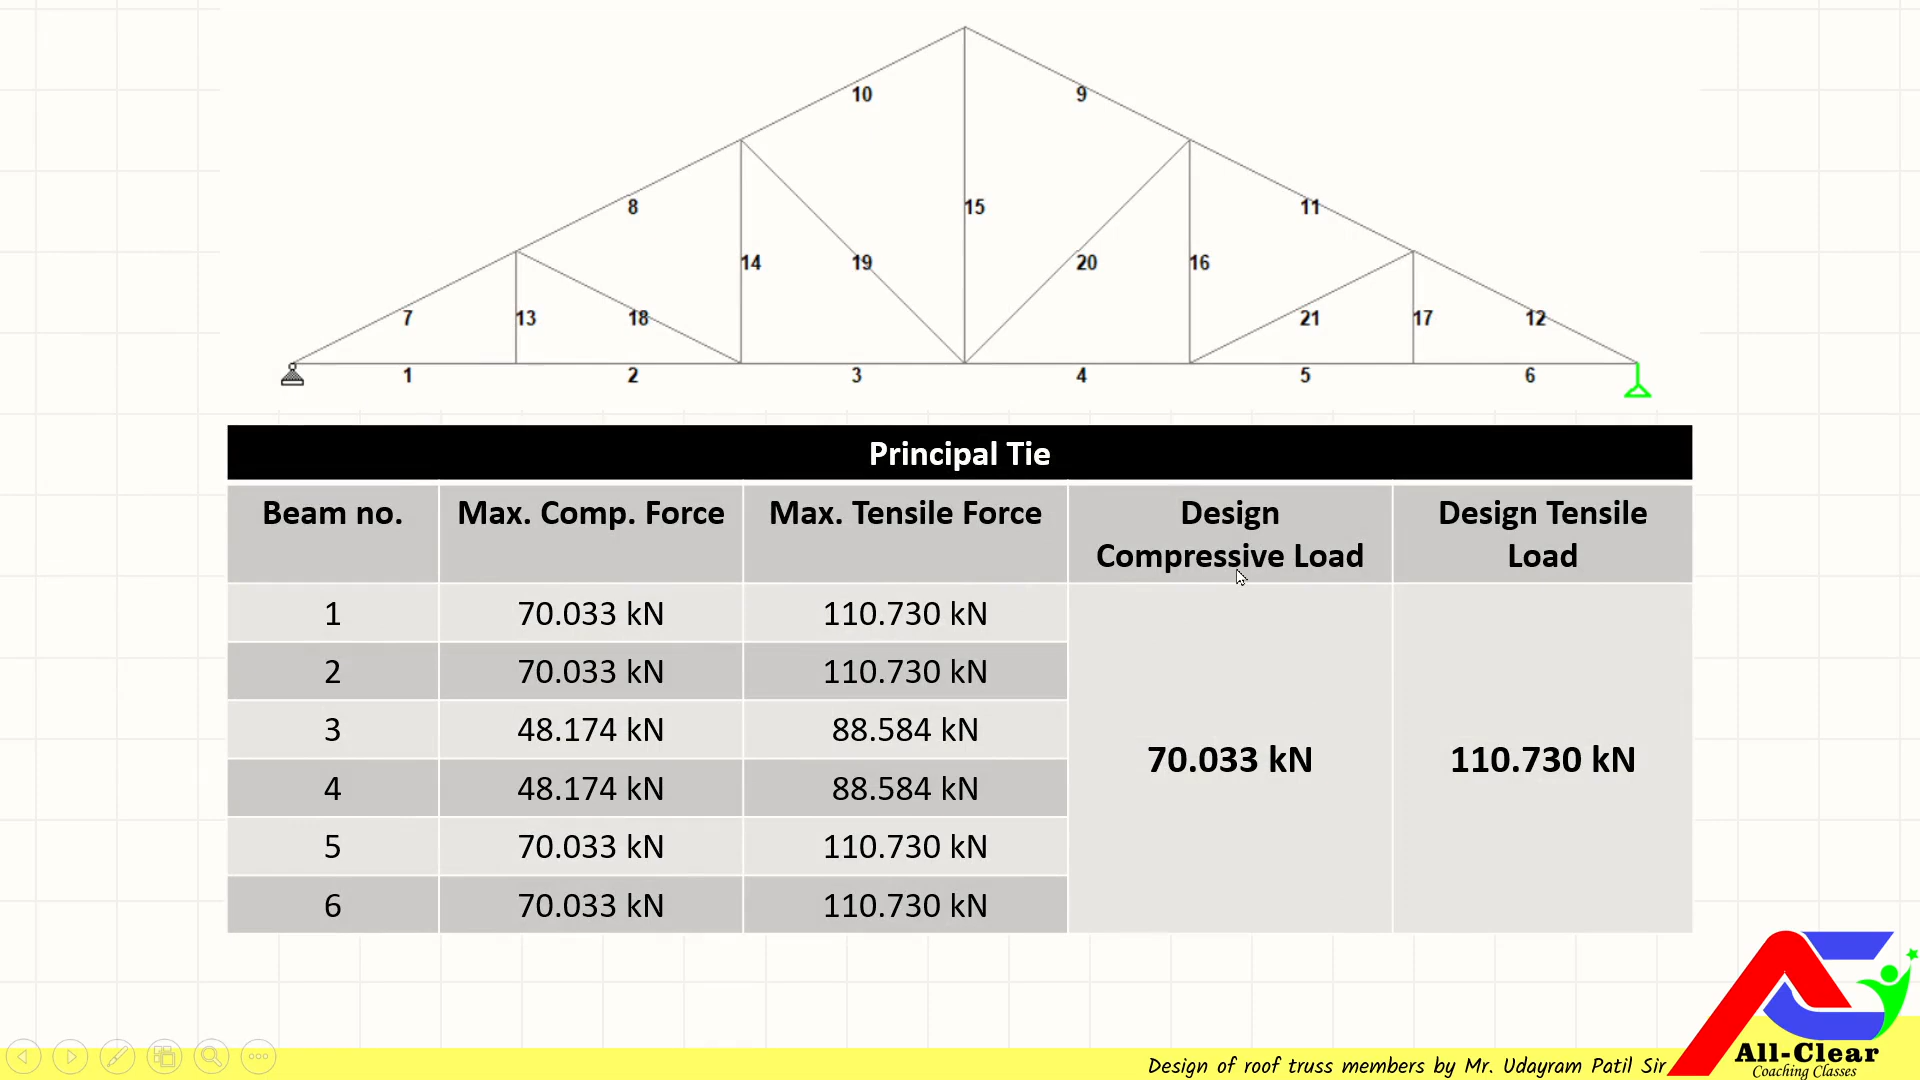 10 9
8 15 11
14 19 20 16
7 13 18 21 17 12
1 2 3 4 5 6
Principal Tie
Beam no. Max. Comp. Force Max. Tensile Force Design Compressive Load Design Tensile Load
1 70.033 kN 110.730 kN
2 70.033 kN 110.730 kN
3 48.174 kN 88.584 kN
70.033 kN 110.730 kN
4 48.174 kN 88.584 kN
5 70.033 kN 110.730 kN
6 70.033 kN 110.730 kN
Design of roof truss members by Mr. Udayram Patil Sir
All-Clear
Coaching Classes